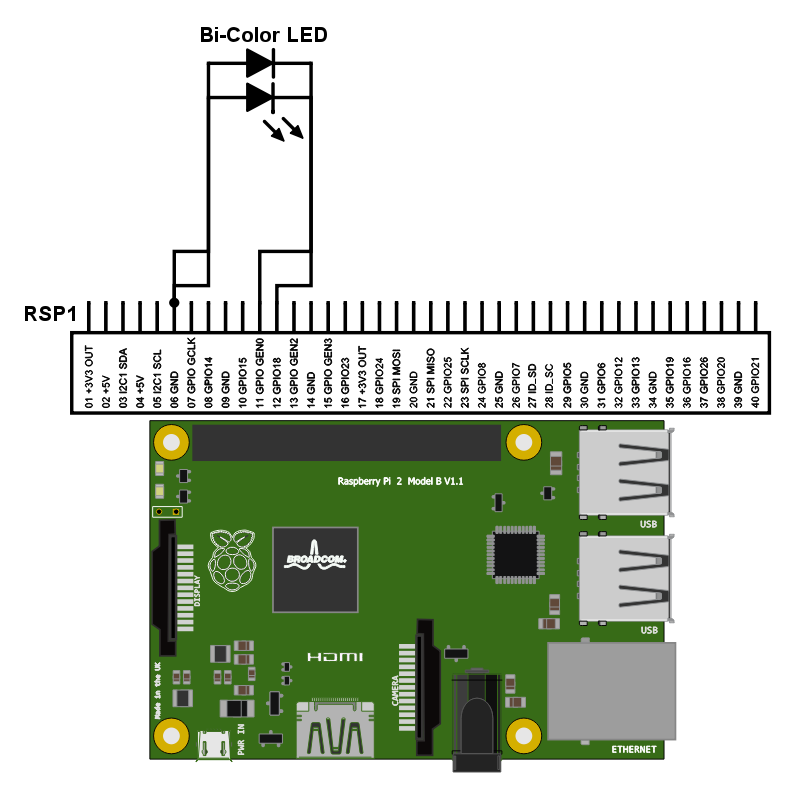 Bi-Color LED
RSP1
01 +3V3 OUT
02 +5V
03 I2C1 SDA
04 +5V
05 I2C1 SCL
06 GND
07 GPIO GCLK
08 GPIO14
09 GND
10 GPIO15
11 GPIO GEN0
12 GPIO18
13 GPIO GEN2
14 GND
15 GPIO GEN3
16 GPIO23
17 +3V3 OUT
18 GPIO24
19 SPI MOSI
20 GND
21 SPI MISO
22 GPIO25
23 SPI SCLK
24 GPIO8
25 GND
26 GPIO7
27 ID_SD
28 ID_SC
29 GPIO5
30 GND
31 GPIO6
32 GPIO12
33 GPIO13
34 GND
35 GPIO19
36 GPIO16
37 GPIO26
38 GPIO20
39 GND
40 GPIO21
Raspberry Pi 2 Model B V1.1
USB
BROADCOM
DISPLAY
USB
HDMI
Made in the UK
CAMERA
PWR IN
ETHERNET